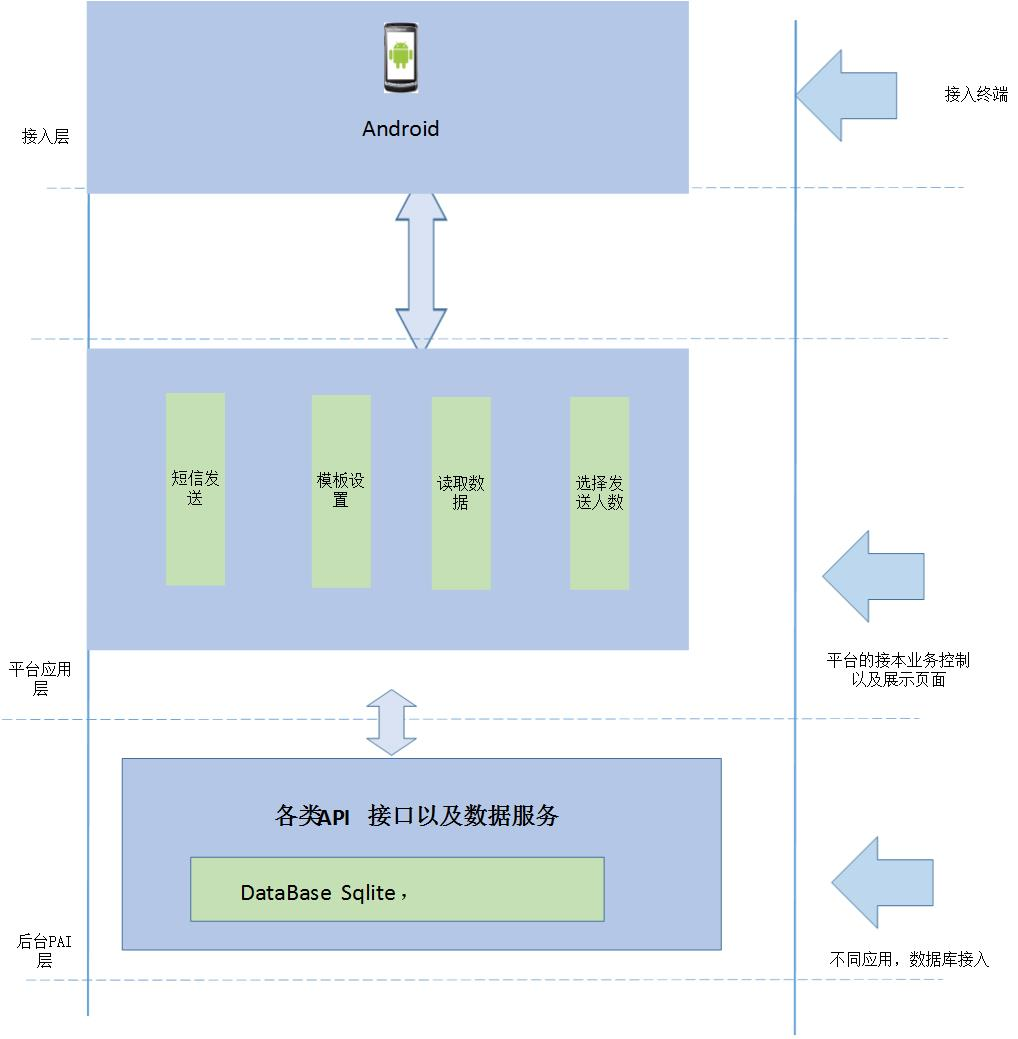 Android
接入层
接入终端
短信发
送
模板设
置
读取数
据
选择发
送人数
平台应用
层
平台的接本业务控制
以及展示页面
各类API 接口以及数据服务
DataBase Sqlite，
后台PAI
层
不同应用，数据库接入